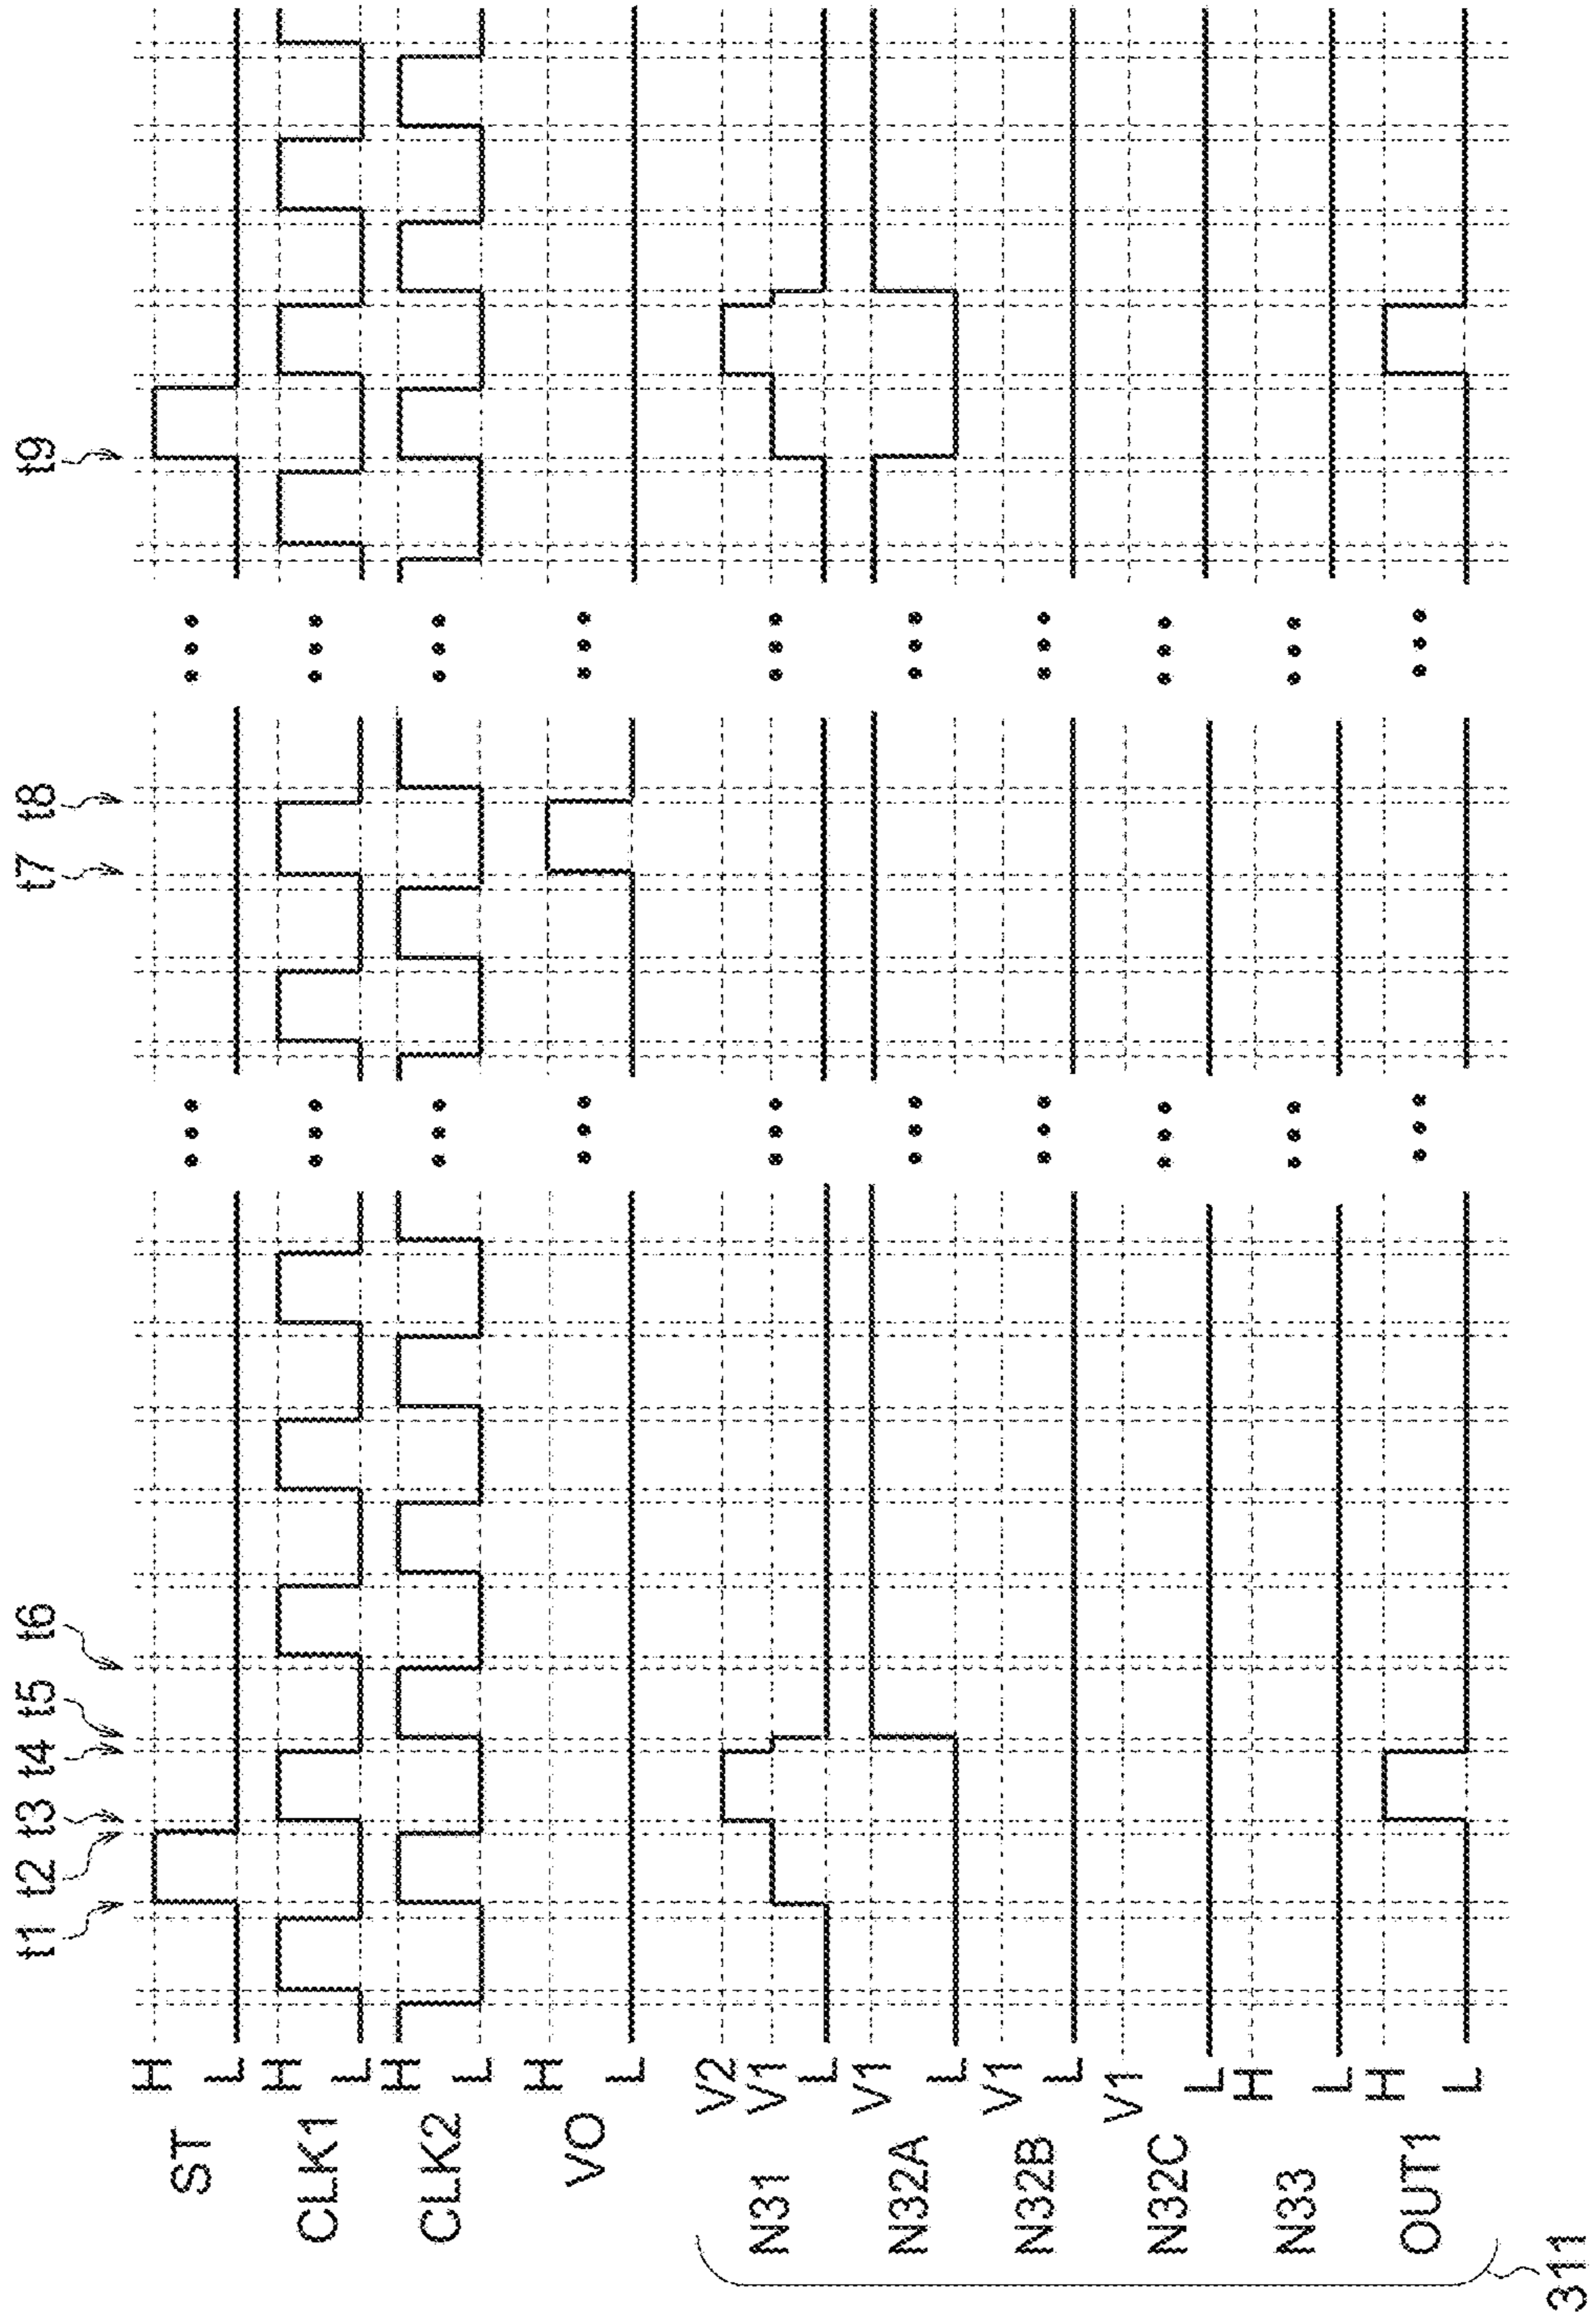 t1 t2 t3 t4 t5 t6 t7 t8 t9
ST H L
CLK1 H L
CLK2 H L
VO H L
N31 V2 V1 L
N32A V1 L
N32B V1 L
N32C V1 L
N33 H L
OUT1 H L
311